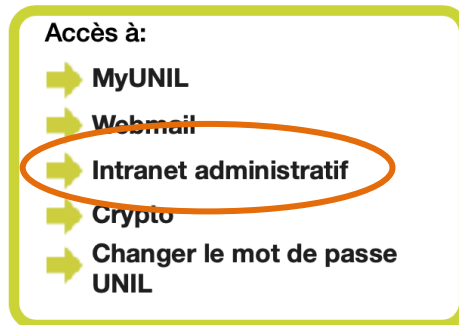 Accès à:
MyUNIL
Webmail
Intranet administratif
Crypto
Changer le mot de passe
UNIL